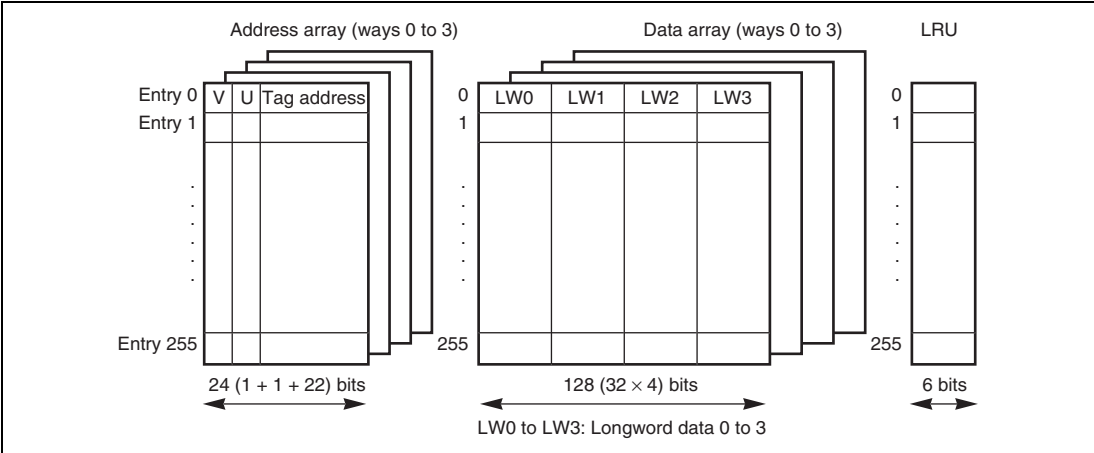 Address array (ways 0 to 3) Data array (ways 0 to 3) LRU
Entry 0 V U Tag address 0 LW0 LW1 LW2 LW3 0
Entry 1 1 1
Entry 255 255 255
24 (1 + 1 + 22) bits 128 (32 × 4) bits 6 bits
LW0 to LW3: Longword data 0 to 3